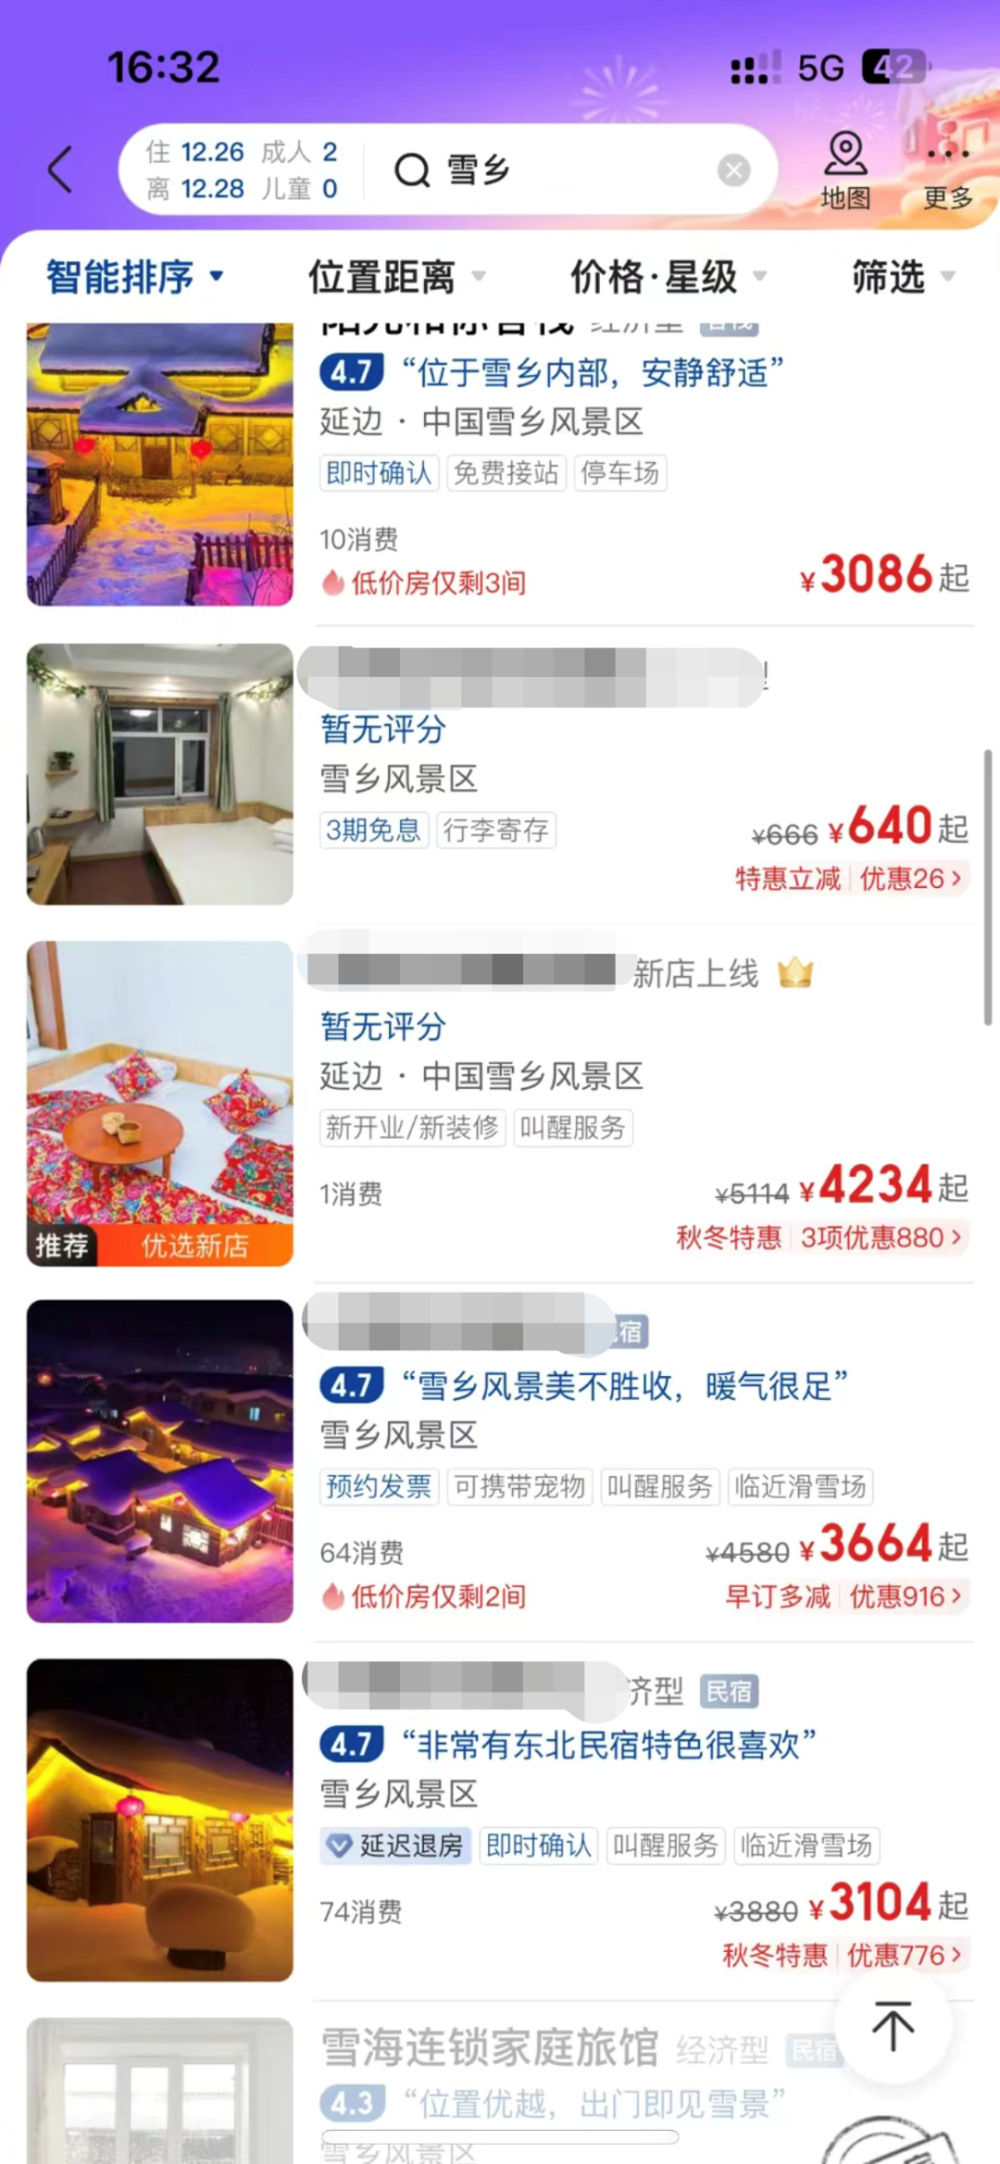 16:32
5G 42
住 12.26 成人 2
离 12.28 儿童 0
雪乡
地图
更多
智能排序
位置距离
价格·星级
筛选
4.7 “位于雪乡内部，安静舒适”
延边 · 中国雪乡风景区
即时确认 免费接站 停车场
10消费
低价房仅剩3间
¥3086起
暂无评分
雪乡风景区
3期免息 行李寄存
¥666 ¥640起
特惠立减 优惠26 >
新店上线
暂无评分
延边 · 中国雪乡风景区
新开业/新装修 叫醒服务
1消费
¥5114 ¥4234起
秋冬特惠 3项优惠880 >
推荐 优选新店
宿
4.7 “雪乡风景美不胜收，暖气很足”
雪乡风景区
预约发票 可携带宠物 叫醒服务 临近滑雪场
64消费
¥4580 ¥3664起
低价房仅剩2间
早订多减 优惠916 >
济型 民宿
4.7 “非常有东北民宿特色很喜欢”
雪乡风景区
延迟退房 即时确认 叫醒服务 临近滑雪场
74消费
¥3880 ¥3104起
秋冬特惠 优惠776 >
雪海连锁家庭旅馆 经济型 民宿
4.3 “位置优越，出门即见雪景”
雪乡风景区